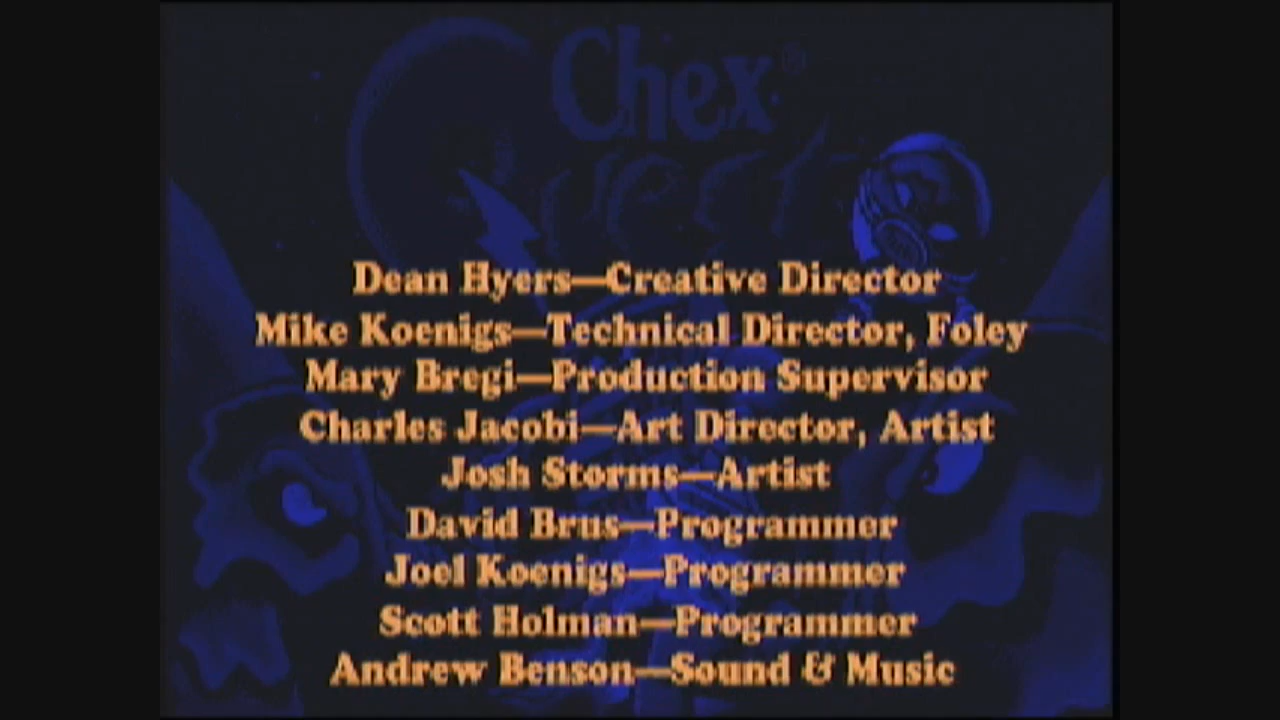 Chex®
Quest
Dean Hyers—Creative Director
Mike Koenigs—Technical Director, Foley
Mary Bregi—Production Supervisor
Charles Jacobi—Art Director, Artist
Josh Storms—Artist
David Brus—Programmer
Joel Koenigs—Programmer
Scott Holman—Programmer
Andrew Benson—Sound & Music